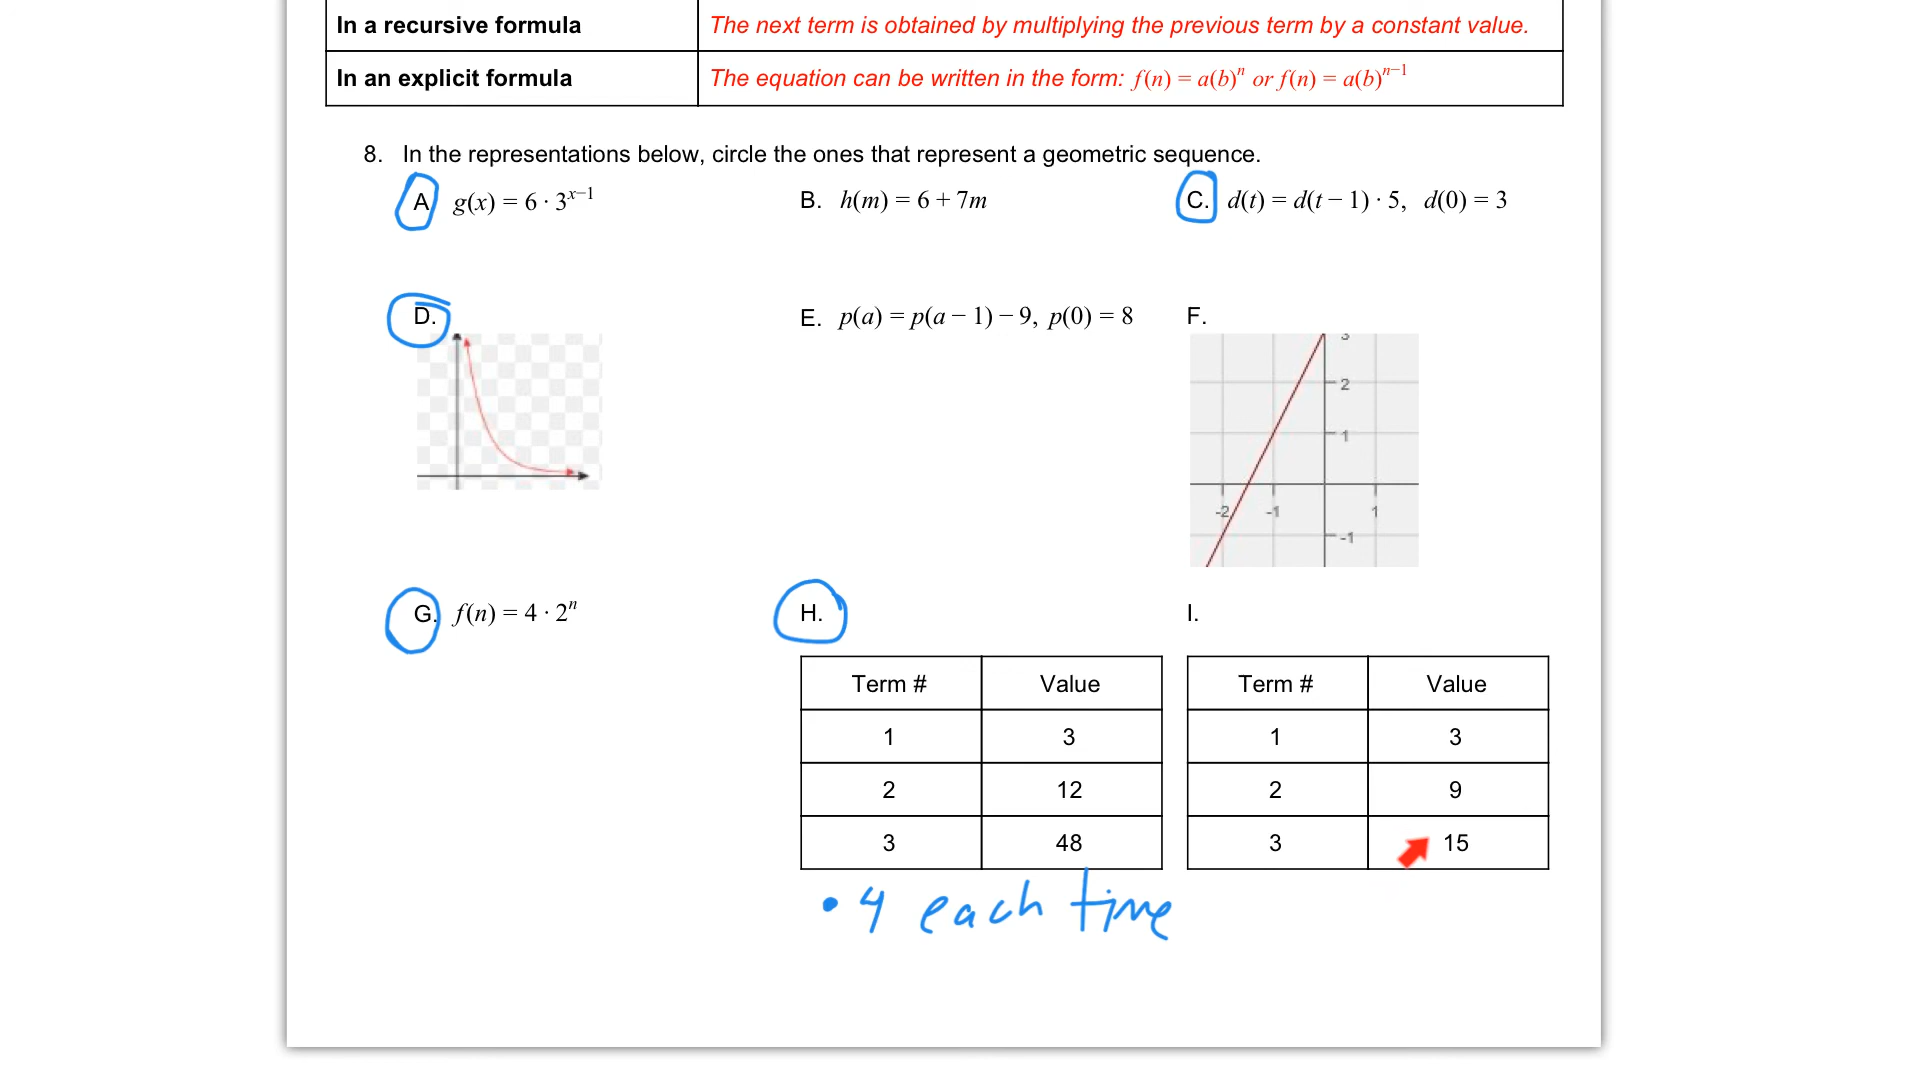 In a recursive formula The next term is obtained by multiplying the previous term by a constant value.
In an explicit formula The equation can be written in the form: f(n) = a(b)ⁿ or f(n) = a(b)ⁿ⁻¹
8. In the representations below, circle the ones that represent a geometric sequence.
A g(x) = 6 · 3ˣ⁻¹ B. h(m) = 6 + 7m C. d(t) = d(t − 1) · 5, d(0) = 3
D. E. p(a) = p(a − 1) − 9, p(0) = 8 F.
3
2
1
-2 -1 1
-1
G. f(n) = 4 · 2ⁿ H. I.
Term # Value Term # Value
1 3 1 3
2 12 2 9
3 48 3 15
• 4 each time